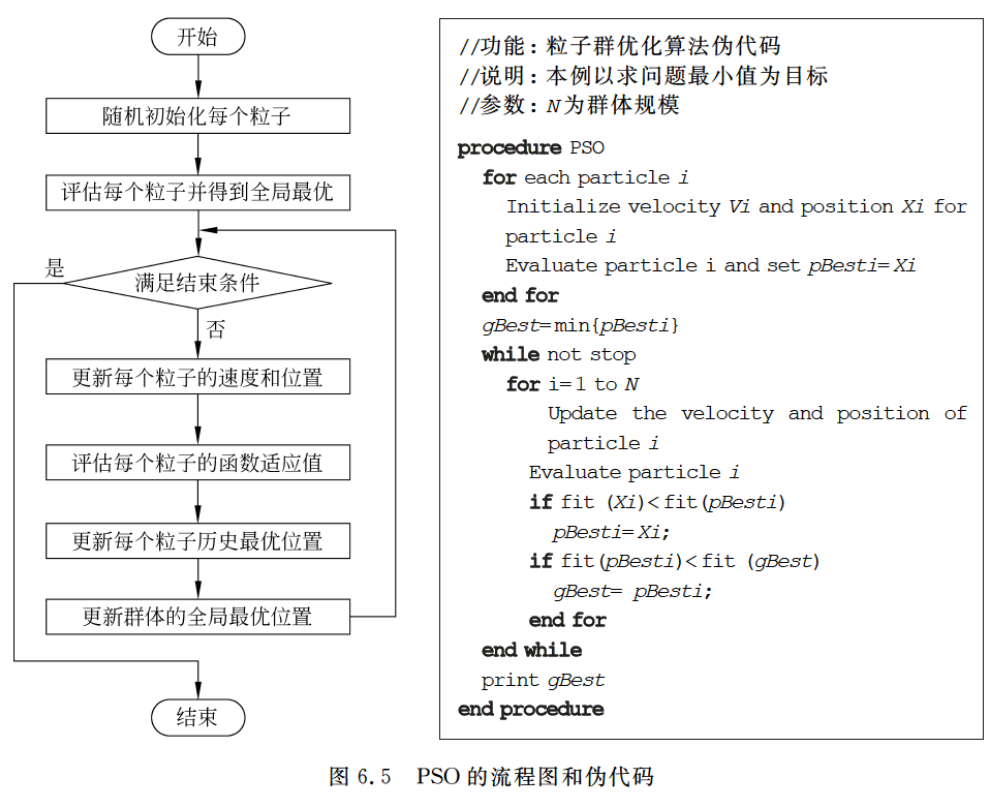 开始
随机初始化每个粒子
评估每个粒子并得到全局最优
是
满足结束条件
否
更新每个粒子的速度和位置
评估每个粒子的函数适应值
更新每个粒子历史最优位置
更新群体的全局最优位置
结束
//功能:粒子群优化算法伪代码
//说明:本例以求问题最小值为目标
//参数:N为群体规模
procedure PSO
for each particle i
Initialize velocity Vi and position Xi for
particle i
Evaluate particle i and set pBesti=Xi
end for
gBest=min{pBesti}
while not stop
for i=1 to N
Update the velocity and position of
particle i
Evaluate particle i
if fit (Xi)<fit(pBesti)
pBesti=Xi;
if fit(pBesti)<fit (gBest)
gBest= pBesti;
end for
end while
print gBest
end procedure
图 6.5 PSO 的流程图和伪代码